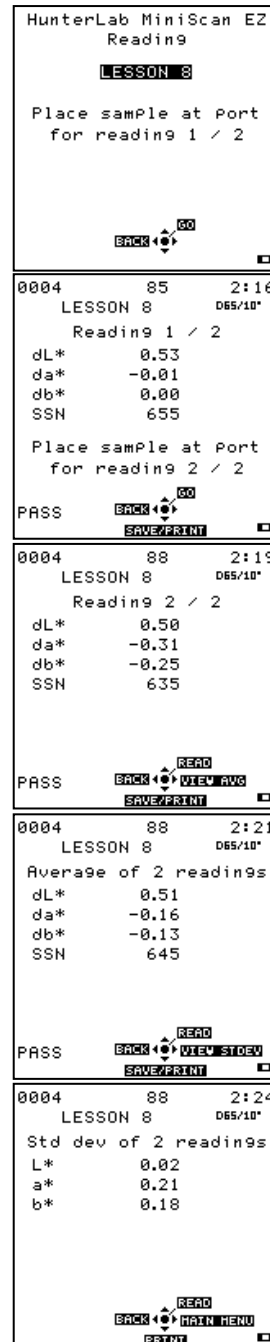 HunterLab MiniScan EZ
Reading
LESSON 8
Place sample at port
for reading 1 / 2
GO
BACK
0004 85 2:16
LESSON 8 D65/10°
Reading 1 / 2
dL* 0.53
da* -0.01
db* 0.00
SSN 655
Place sample at port
for reading 2 / 2
GO
PASS BACK
SAVE/PRINT
0004 88 2:19
LESSON 8 D65/10°
Reading 2 / 2
dL* 0.50
da* -0.31
db* -0.25
SSN 635
READ
PASS BACK VIEW AVG
SAVE/PRINT
0004 88 2:21
LESSON 8 D65/10°
Average of 2 readings
dL* 0.51
da* -0.16
db* -0.13
SSN 645
READ
PASS BACK VIEW STDEV
SAVE/PRINT
0004 88 2:24
LESSON 8 D65/10°
Std dev of 2 readings
L* 0.02
a* 0.21
b* 0.18
READ
BACK MAIN MENU
PRINT